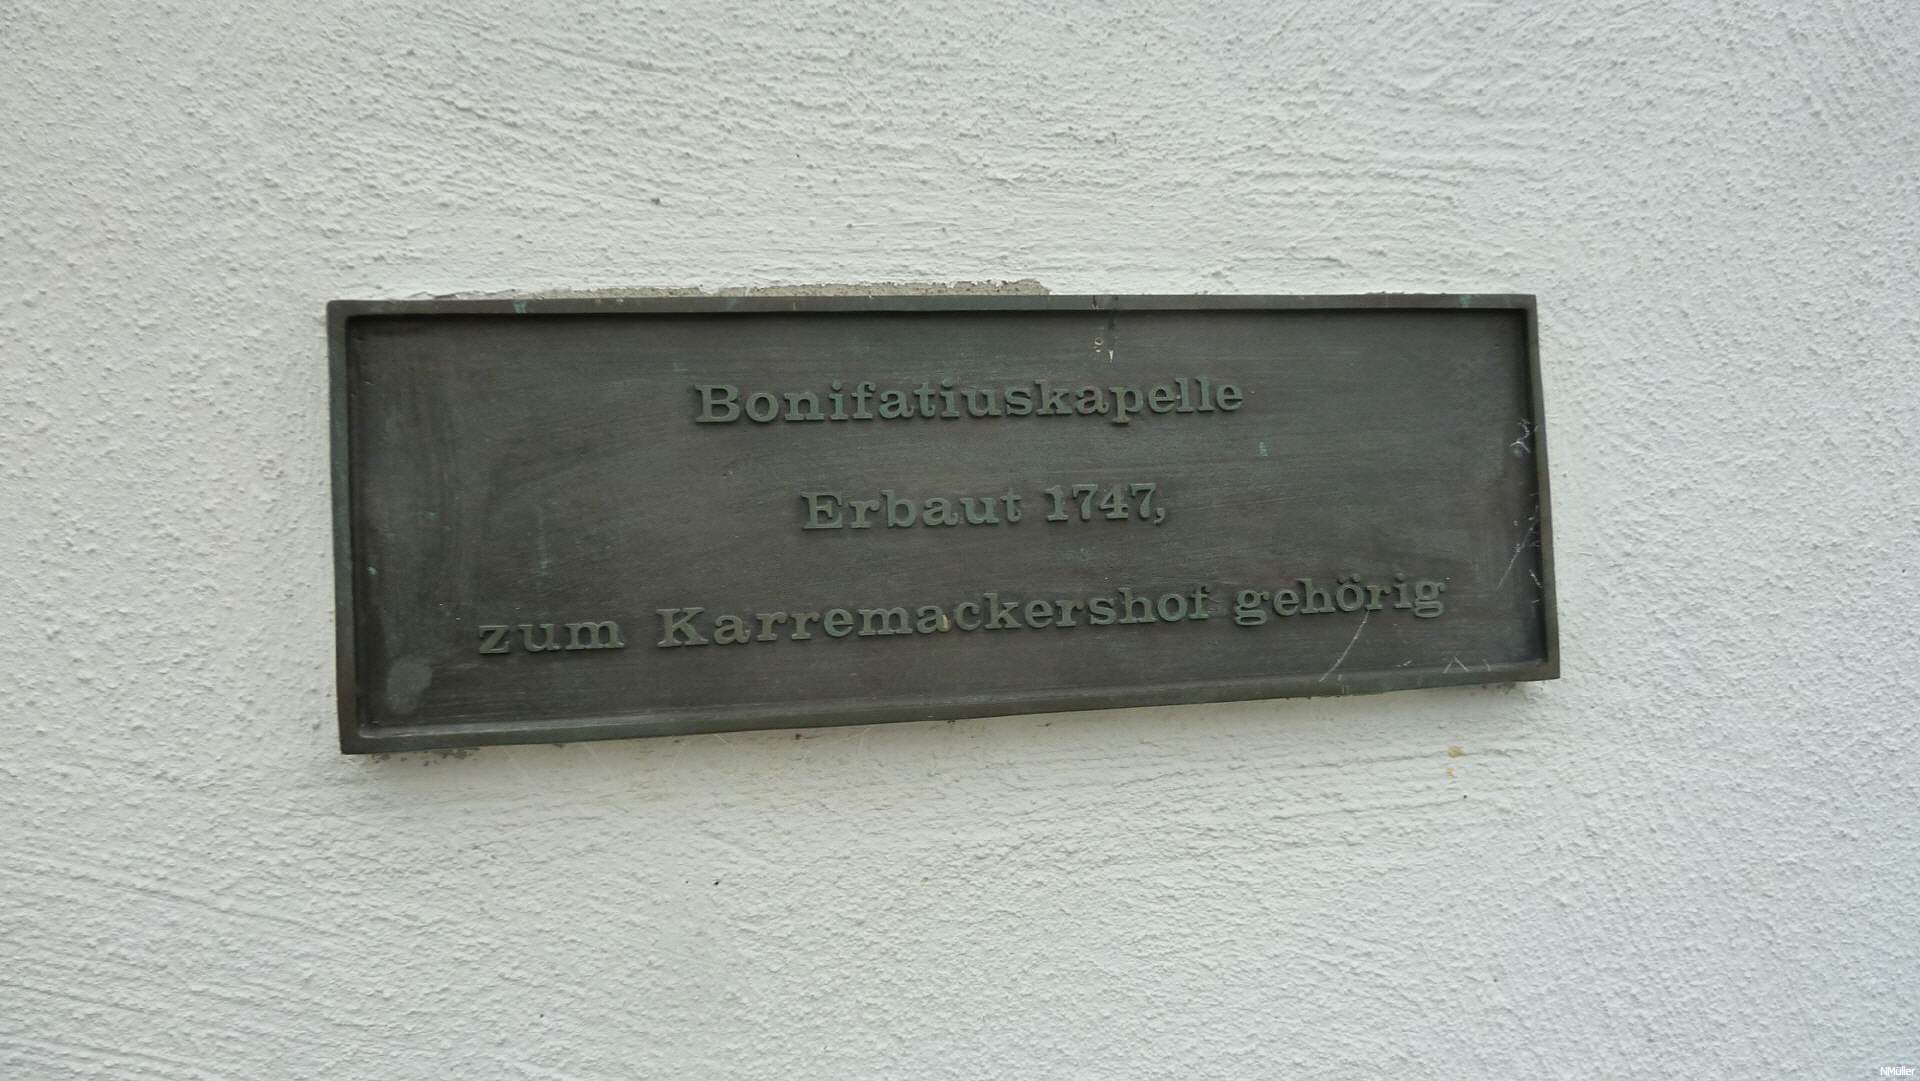 Bonifatiuskapelle
Erbaut 1747,
zum Karremackershof gehörig
NMüller